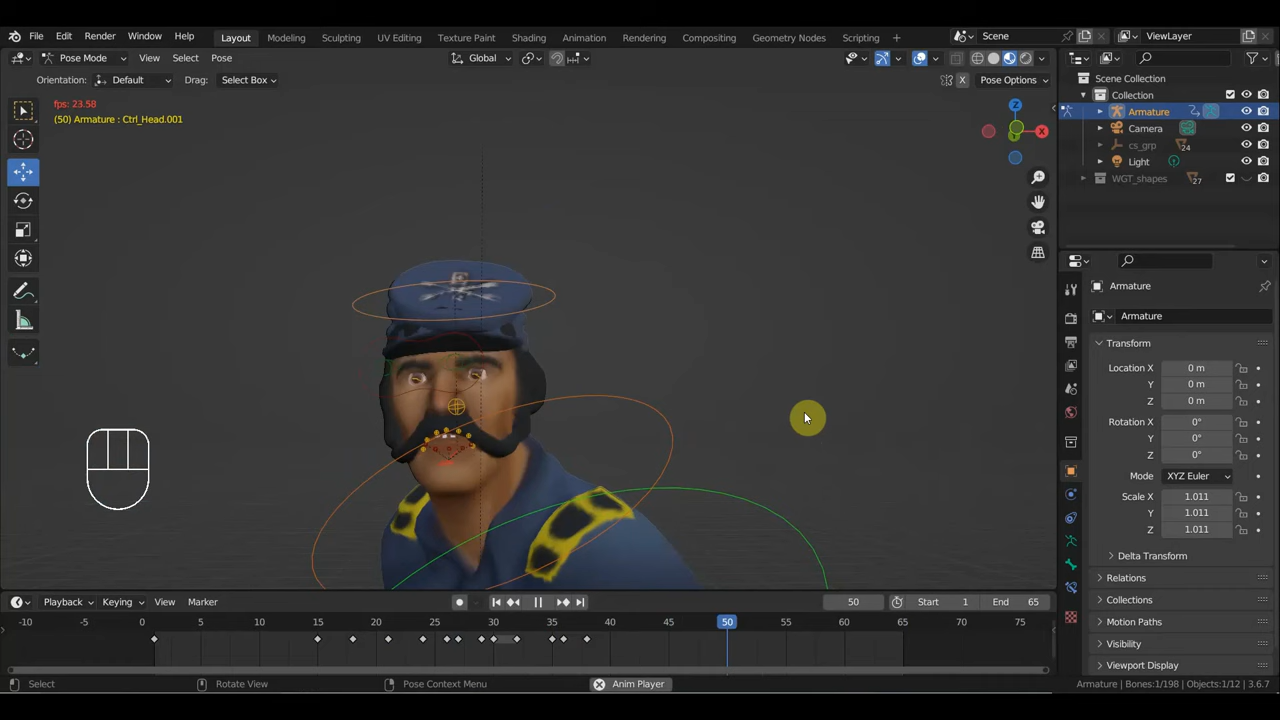 File Edit Render Window Help Layout Modeling Sculpting UV Editing Texture Paint Shading Animation Rendering Compositing Geometry Nodes Scripting + Scene ViewLayer
Pose Mode View Select Pose Global
Orientation: Default Drag: Select Box X Pose Options
fps: 23.58
(50) Armature : Ctrl_Head.001
Z
X
Y
Scene Collection
Collection
Armature
Camera
cs_grp 24
Light
WGT_shapes 27
Armature
Armature
Transform
Location X 0 m
Y 0 m
Z 0 m
Rotation X 0°
Y 0°
Z 0°
Mode XYZ Euler
Scale X 1.011
Y 1.011
Z 1.011
Delta Transform
Relations
Collections
Motion Paths
Visibility
Viewport Display
Playback Keying View Marker 50 Start 1 End 65
-10 -5 0 5 10 15 20 25 30 35 40 45 50 55 60 65 70 75
Select Rotate View Pose Context Menu Anim Player Armature | Bones:1/198 | Objects:1/12 | 3.6.7